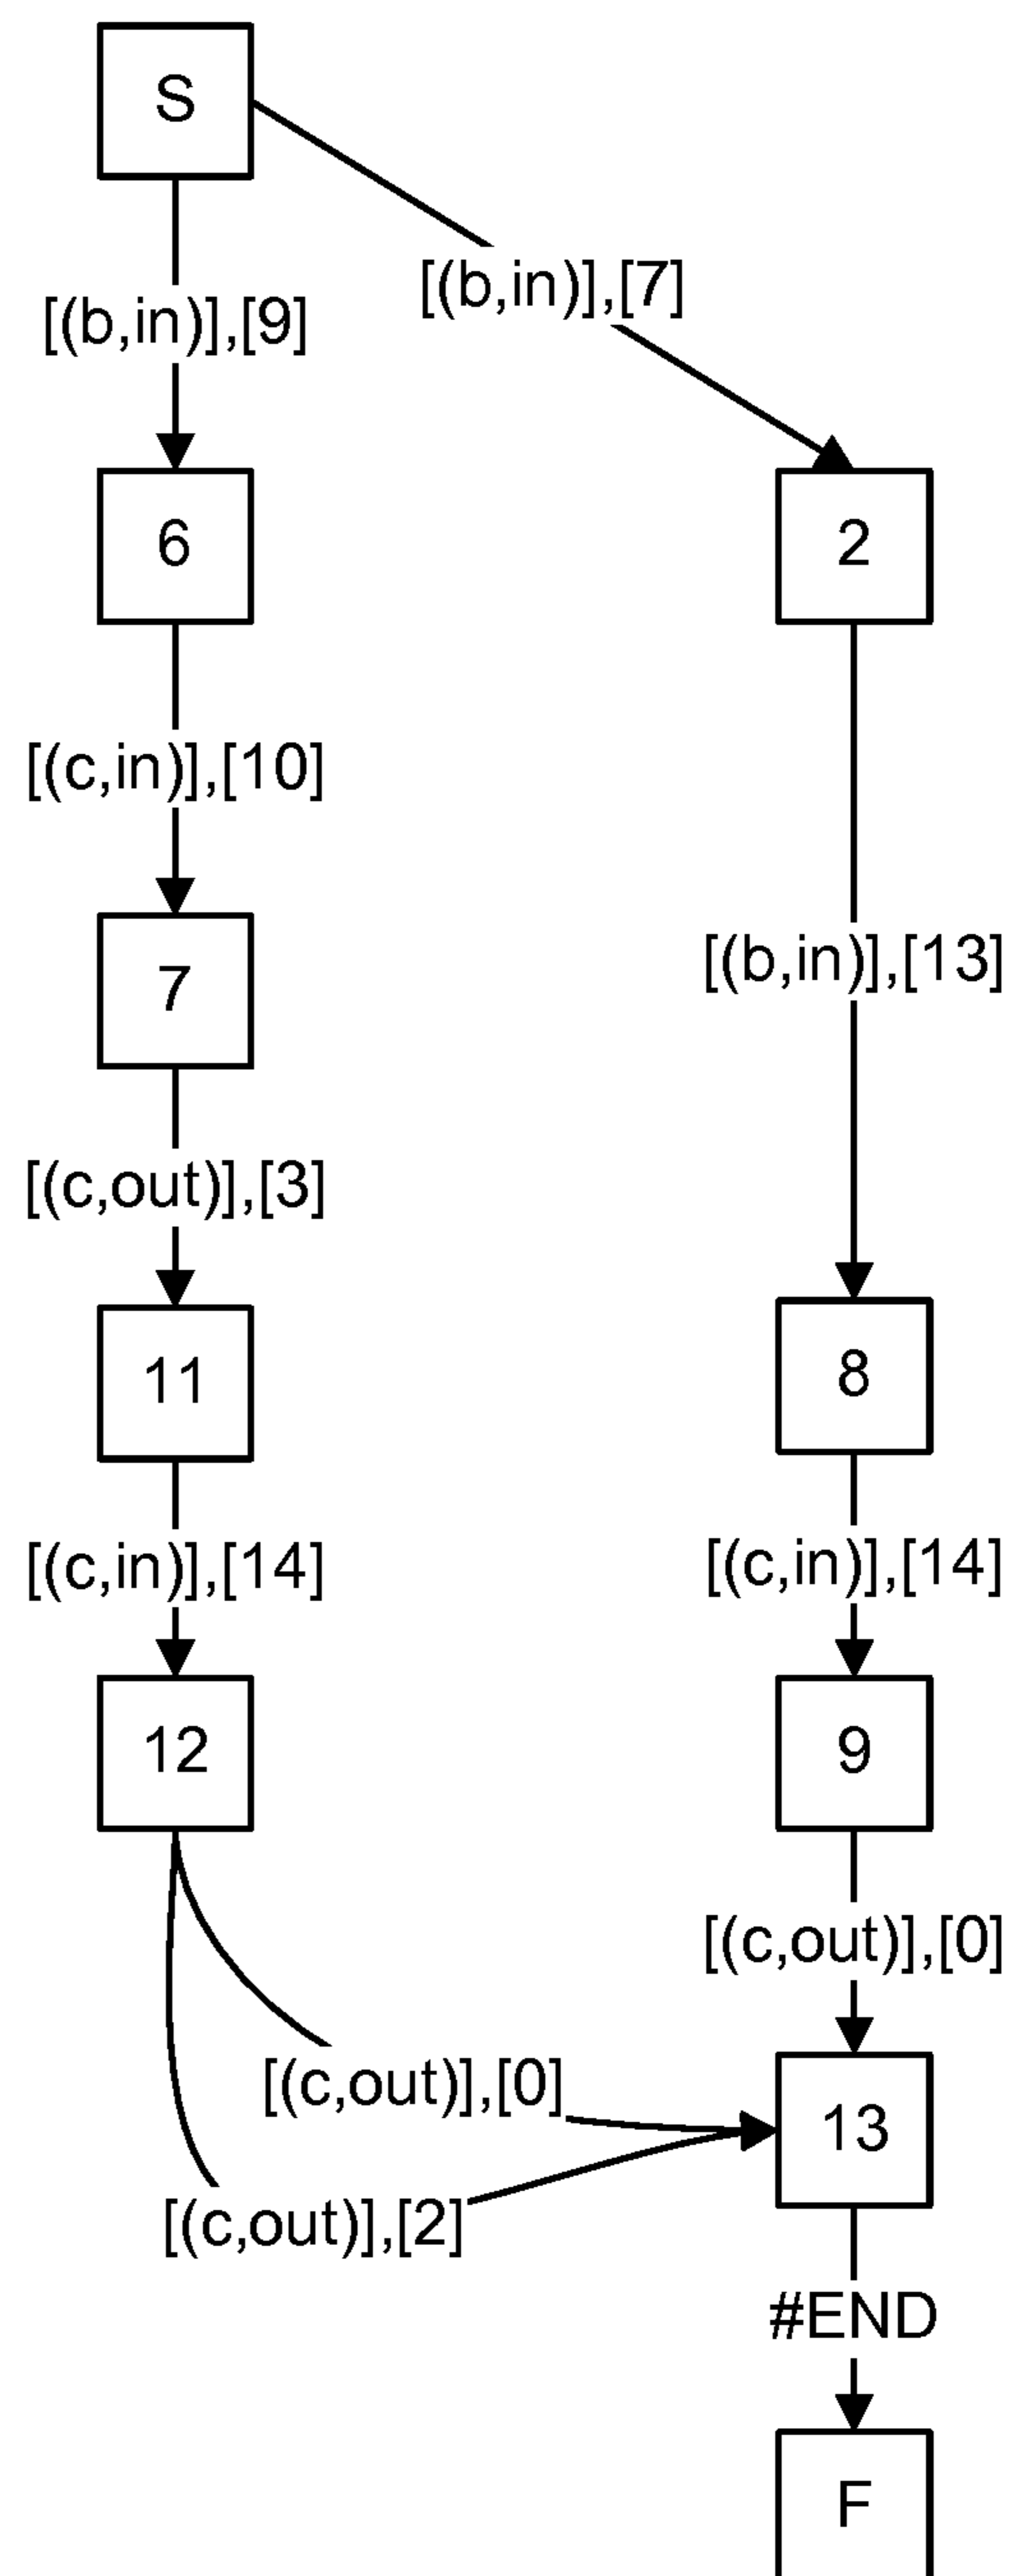 S
[(b,in)],[7]
[(b,in)],[9]
6
2
[(c,in)],[10]
[(b,in)],[13]
7
[(c,out)],[3]
11
8
[(c,in)],[14]
[(c,in)],[14]
12
9
[(c,out)],[0]
[(c,out)],[0]
13
[(c,out)],[2]
#END
F